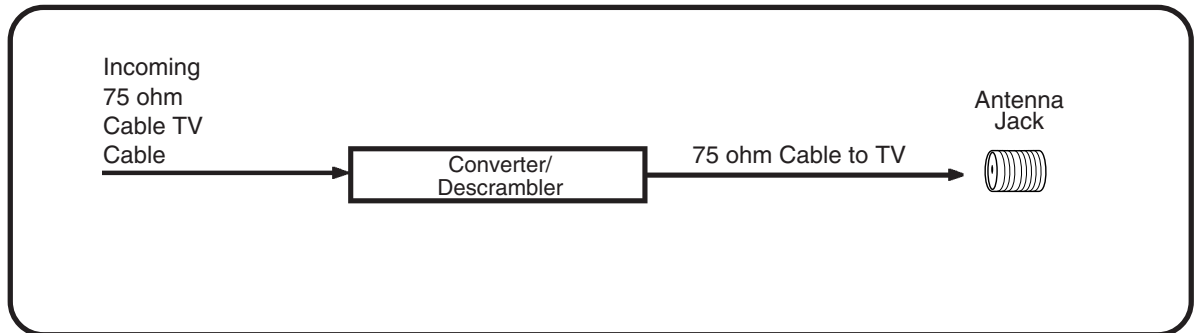 Incoming
75 ohm
Cable TV
Cable
Converter/
Descrambler
75 ohm Cable to TV
Antenna
Jack